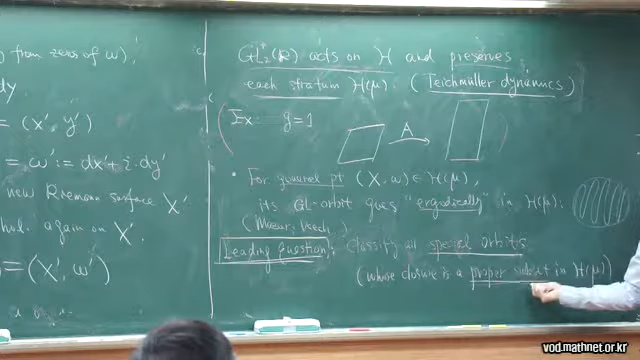 from zero of ω),
dy
= (x', y')
= ω' := dx' + i dy'
new Riemann surface X'
hol. again on X'.
= (X', ω')
GL₂⁺(R) acts on H and preserves
each stratum H(μ). (Teichmüller dynamics)
(Ex: g=1 A )
• For general pt (X, ω) ∈ H(μ),
its GL-orbit goes "ergodically" in H(μ).
(Masur, Veech)
Leading Question: Classify all special orbits
(whose closure is a proper subset in H(μ))
vod.mathnet.or.kr